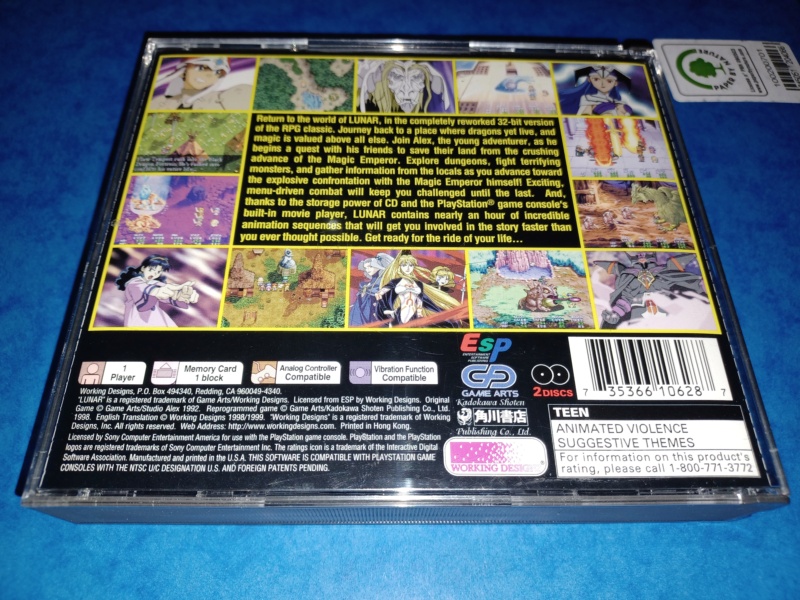 PAPER BY NATURE
Return to the world of LUNAR, in the completely reworked 32-bit version
of the RPG classic. Journey back to a place where dragons yet live, and
magic is valued above all else. Join Alex, the young adventurer, as he
begins a quest with his friends to save their land from the crushing
advance of the Magic Emperor. Explore dungeons, fight terrifying
monsters, and gather information from the locals as you advance toward
the explosive confrontation with the Magic Emperor himself! Exciting,
menu-driven combat will keep you challenged until the last. And,
thanks to the storage power of CD and the PlayStation® game console's
built-in movie player, LUNAR contains nearly an hour of incredible
animation sequences that will get you involved in the story faster than
you ever thought possible. Get ready for the ride of your life...
1
Player
Memory Card
1 block
Analog Controller
Compatible
Vibration Function
Compatible
Working Designs, P.O. Box 494340, Redding, CA 96049-4340.
"LUNAR" is a registered trademark of Game Arts/Working Designs. Licensed from ESP by Working Designs. Original
Game © Game Arts/Studio Alex 1992. Reprogrammed game © Game Arts/Kadokawa Shoten Publishing Co., Ltd.
1998. English Translation © Working Designs 1998/1999. "Working Designs" is a registered trademark of Working
Designs, Inc. All rights reserved. Web Address: http://www.workingdesigns.com. Printed in Hong Kong.
Licensed by Sony Computer Entertainment America for use with the PlayStation game console. PlayStation and the PlayStation
logos are registered trademarks of Sony Computer Entertainment Inc. The ratings icon is a trademark of the Interactive Digital
Software Association. Manufactured and printed in the U.S.A. THIS SOFTWARE IS COMPATIBLE WITH PLAYSTATION GAME
CONSOLES WITH THE NTSC U/C DESIGNATION U.S. AND FOREIGN PATENTS PENDING.
ESP
ENTERTAINMENT
SOFTWARE
PUBLISHING
GAME ARTS
Kadokawa Shoten
角川書店
Publishing Co., Ltd.
WORKING DESIGNS
2 DISCS
7 35366 10628 7
TEEN
ANIMATED VIOLENCE
SUGGESTIVE THEMES
For information on this product's
rating, please call 1-800-771-3772